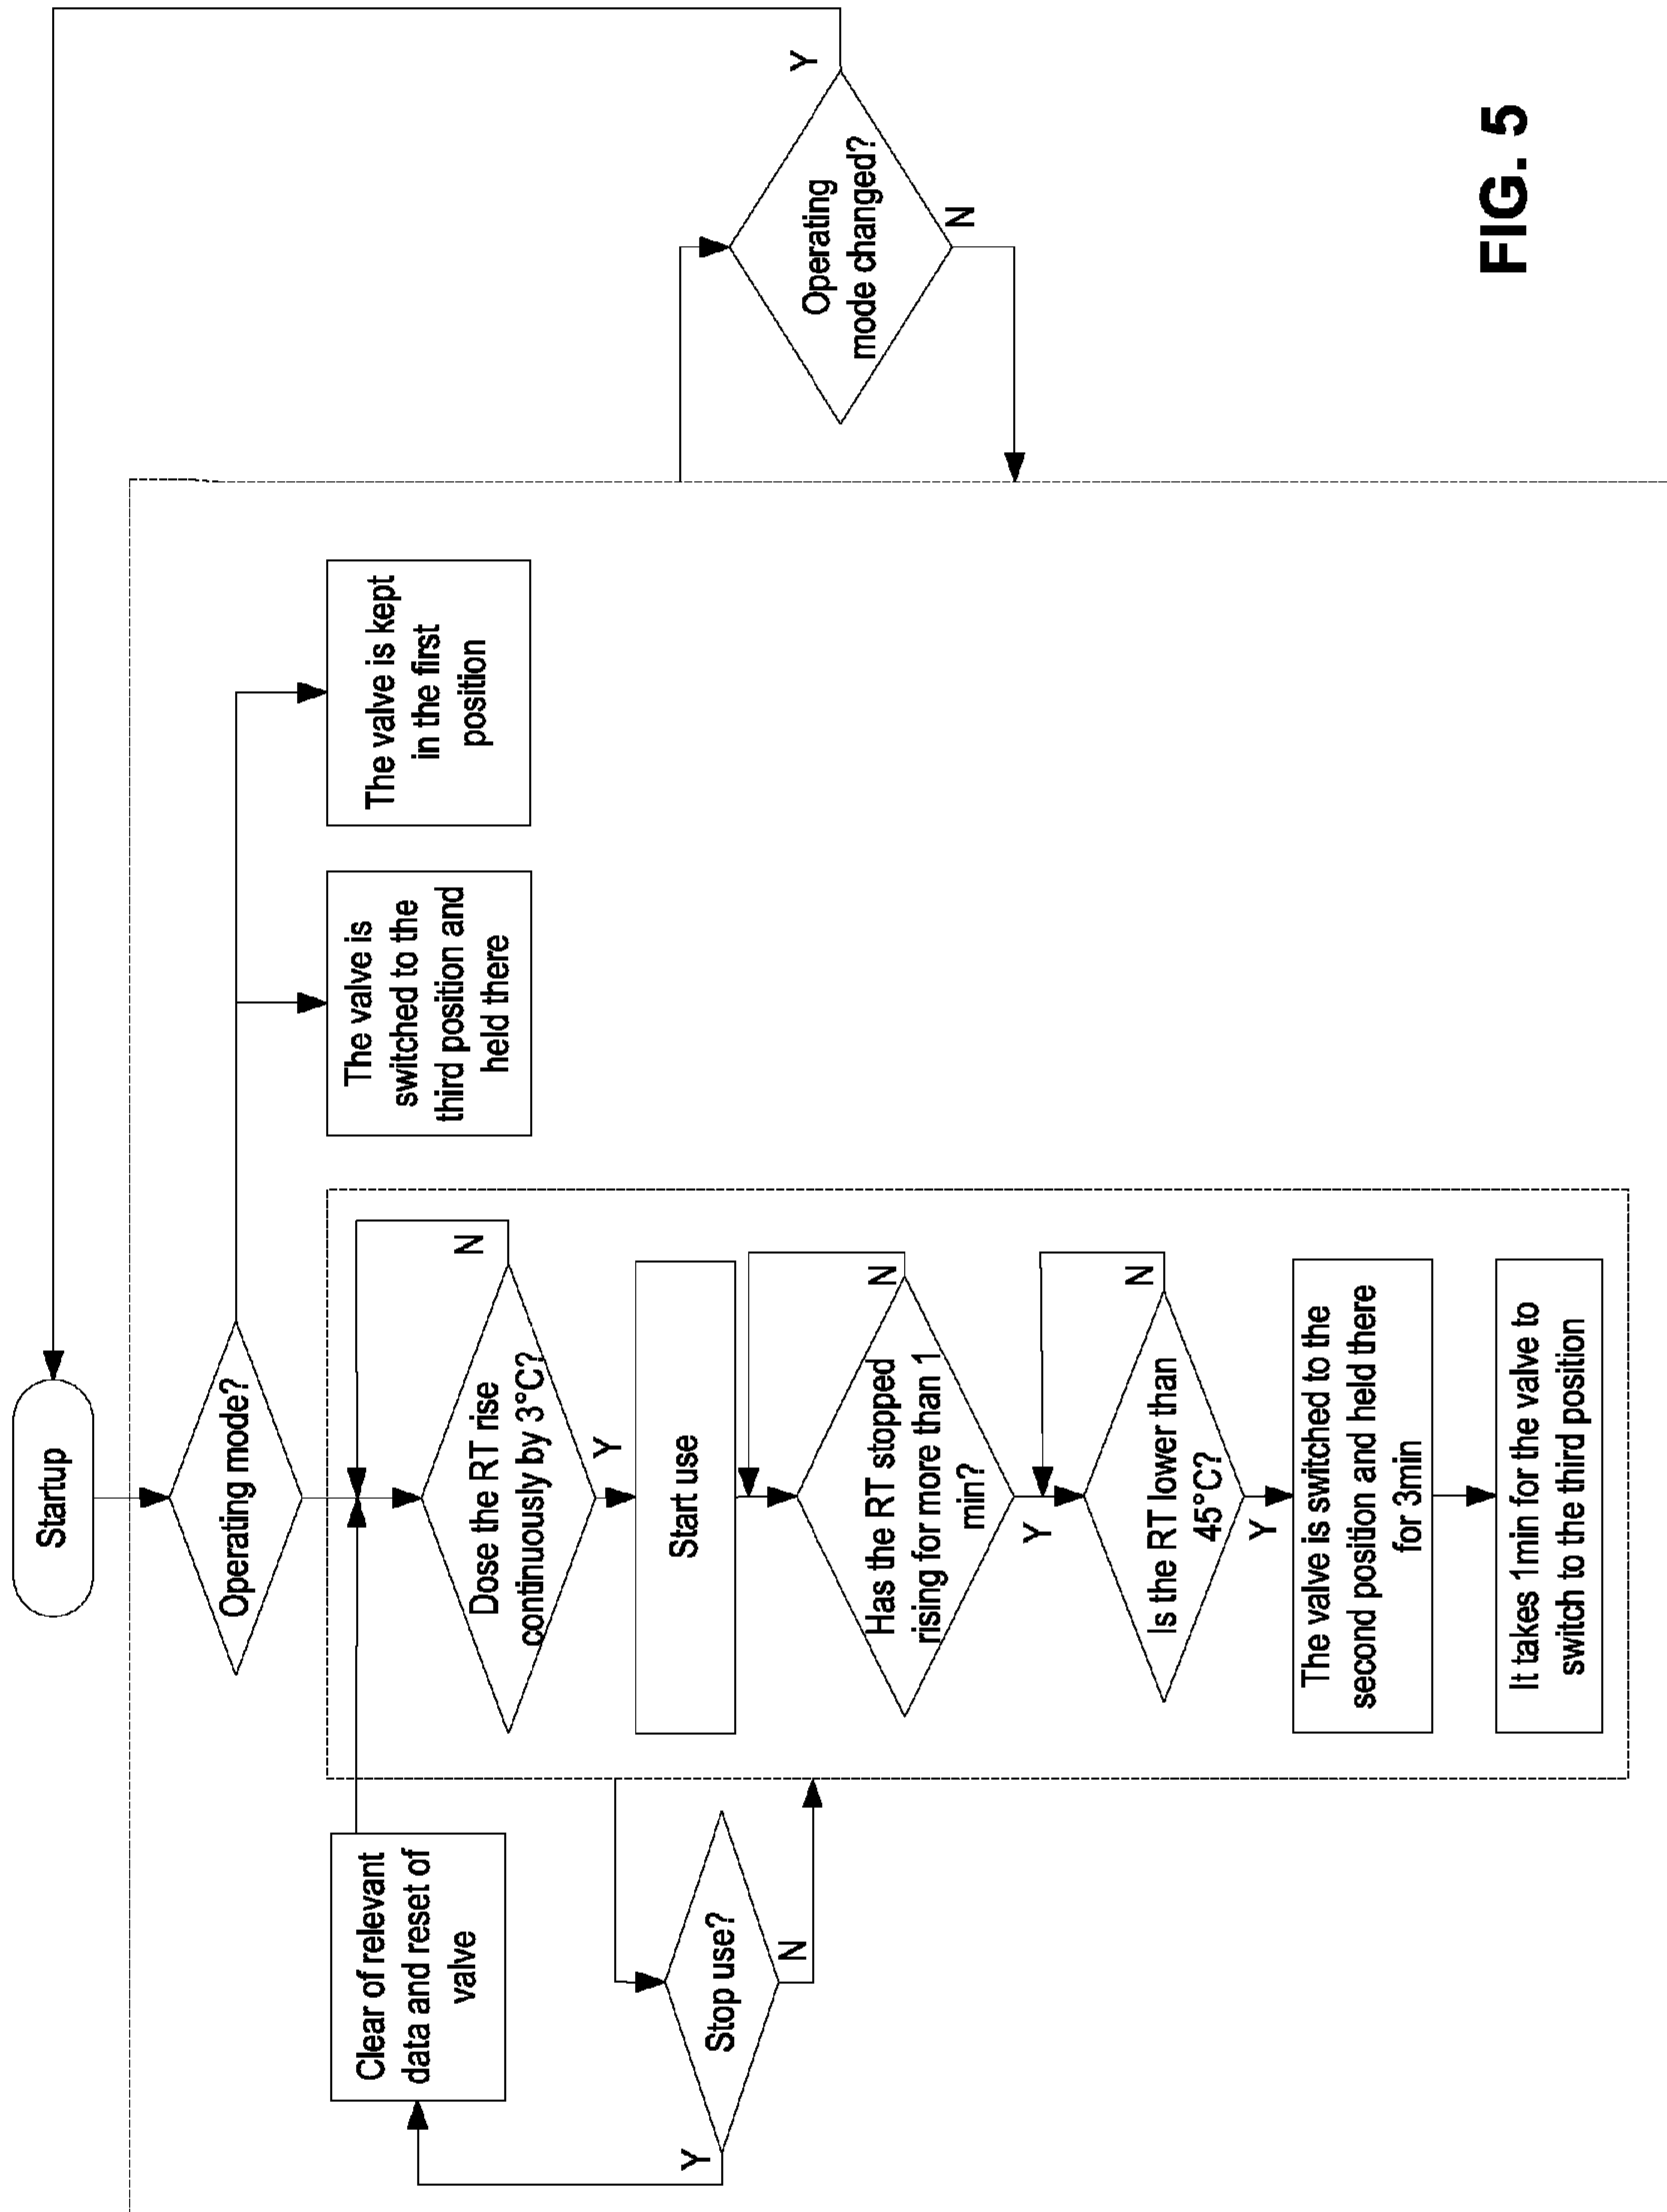 Startup
Operating mode?
The valve is
switched to the
third position and
held there
The valve is kept
in the first
position
Clear of relevant
data and reset of
valve
Dose the RT rise
continuously by 3°C?
N
Y
Start use
Has the RT stopped
rising for more than 1
min?
N
Y
Is the RT lower than
45°C?
N
Y
The valve is switched to the
second position and held there
for 3min
It takes 1min for the valve to
switch to the third position
Stop use?
Y
N
Operating
mode changed?
Y
N
FIG. 5